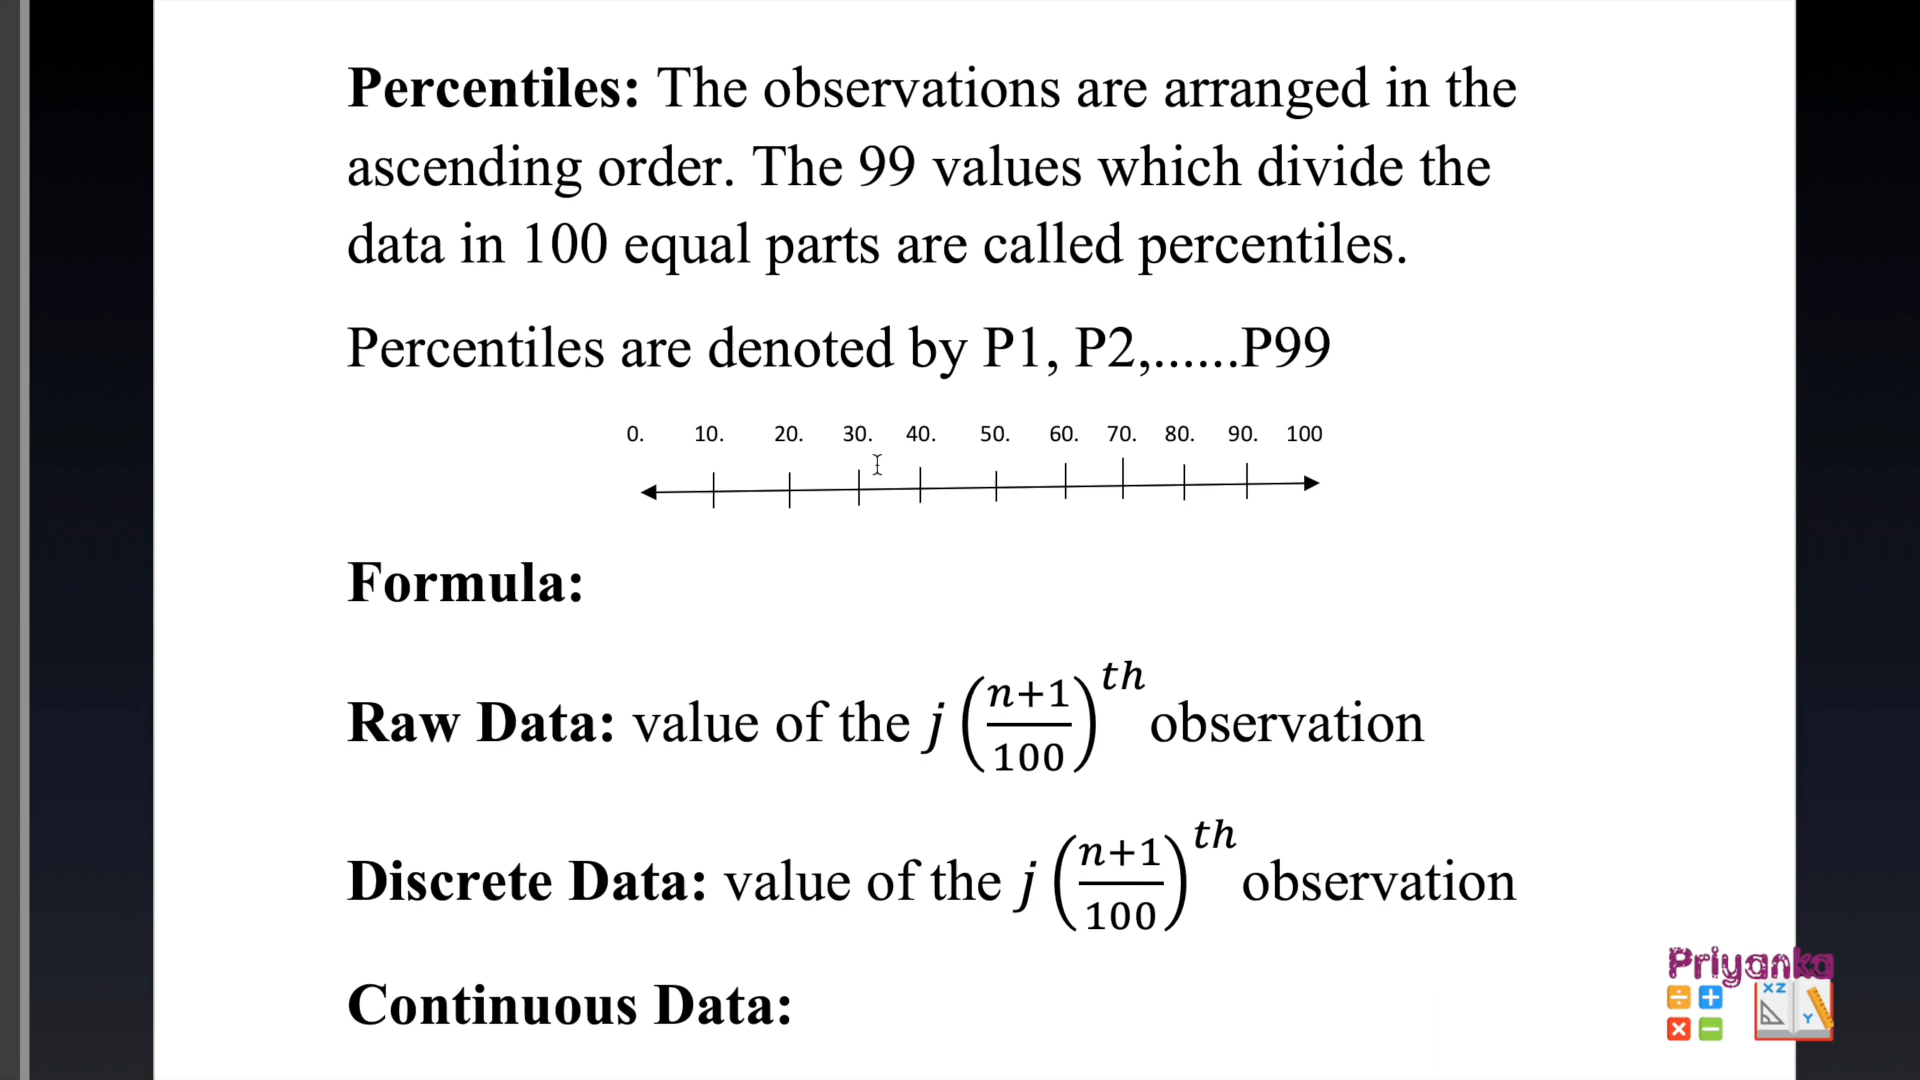 Percentiles: The observations are arranged in the
ascending order. The 99 values which divide the
data in 100 equal parts are called percentiles.
Percentiles are denoted by P1, P2,......P99
0. 10. 20. 30. 40. 50. 60. 70. 80. 90. 100
Formula:
Raw Data: value of the j (n+1/100)^th observation
Discrete Data: value of the j (n+1/100)^th observation
Continuous Data:
Priyanka
XZ
Y